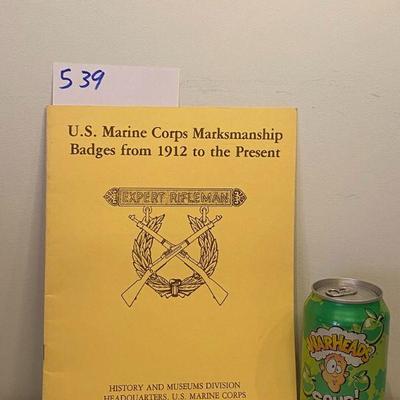 539
U.S. Marine Corps Marksmanship
Badges from 1912 to the Present
EXPERT RIFLEMAN
HISTORY AND MUSEUMS DIVISION
HEADQUARTERS, U.S. MARINE CORPS
WARHEADS
SOUR!